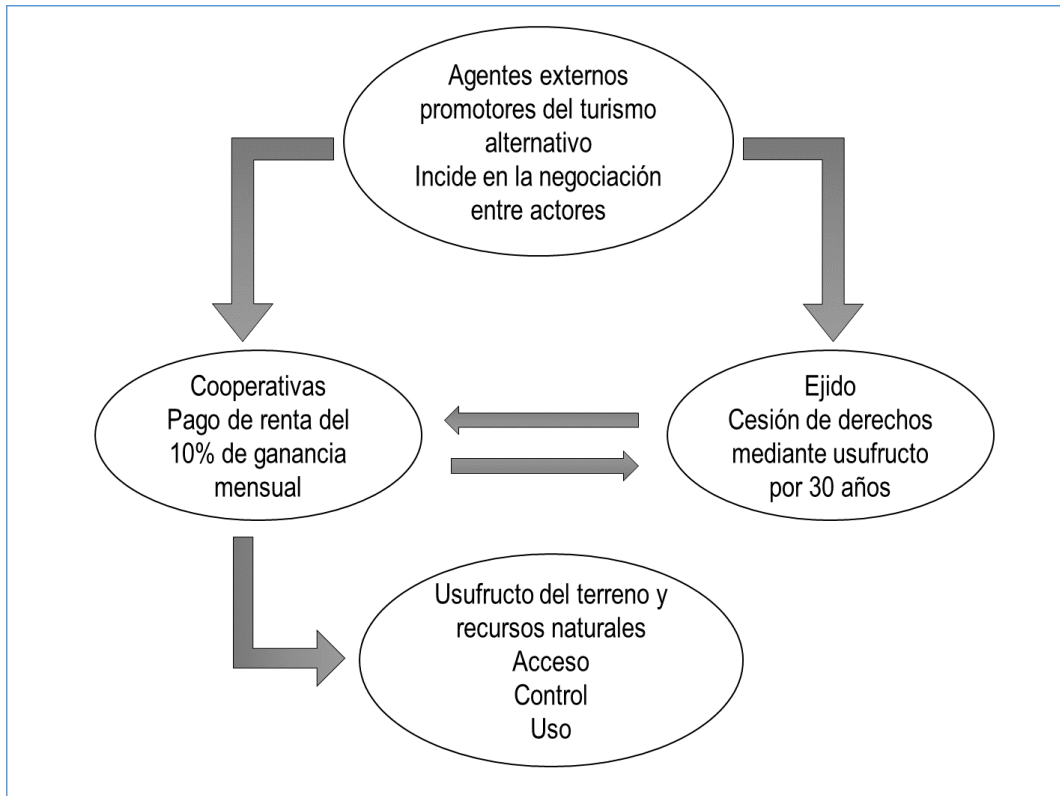 Agentes externos
promotores del turismo
alternativo
Incide en la negociación
entre actores
Cooperativas
Pago de renta del
10% de ganancia
mensual
Ejido
Cesión de derechos
mediante usufructo
por 30 años
Usufructo del terreno y
recursos naturales
Acceso
Control
Uso